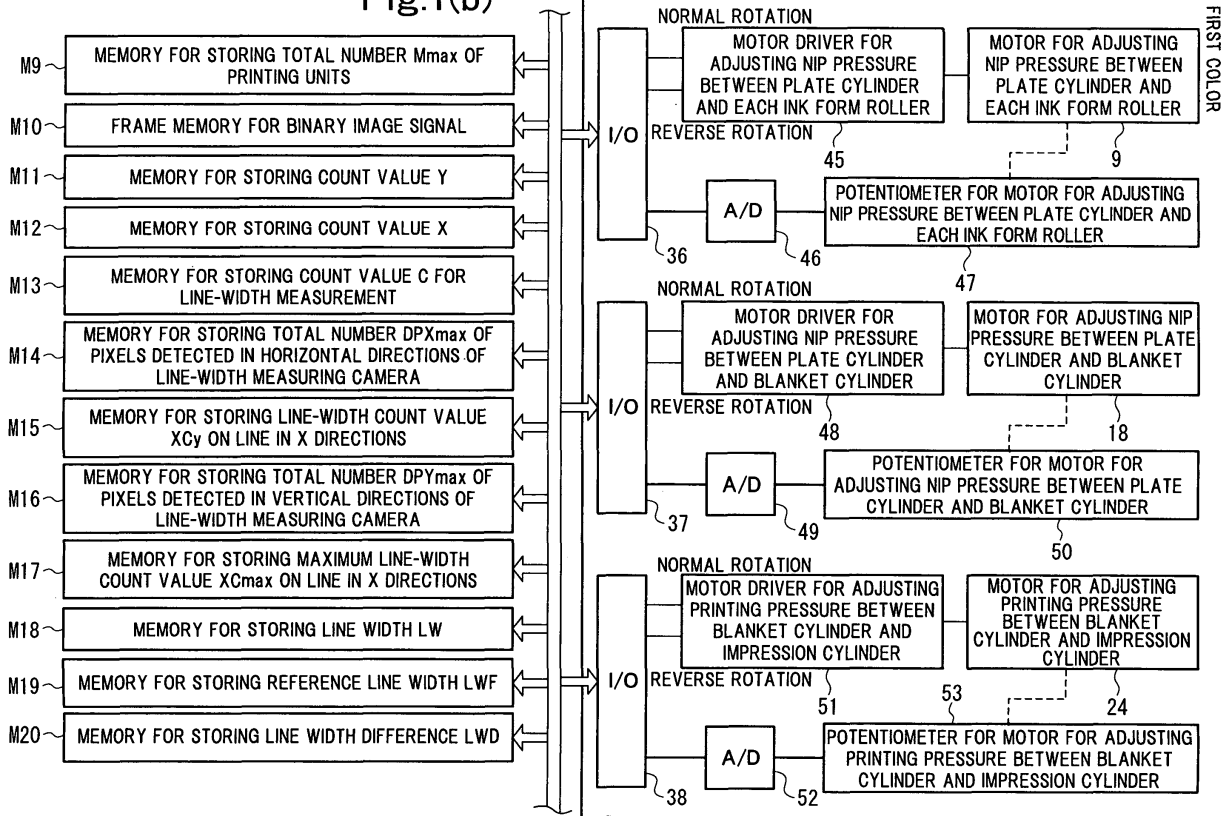 Fig.1(b)
M9
MEMORY FOR STORING TOTAL NUMBER Mmax OF
PRINTING UNITS
M10
FRAME MEMORY FOR BINARY IMAGE SIGNAL
M11
MEMORY FOR STORING COUNT VALUE Y
M12
MEMORY FOR STORING COUNT VALUE X
M13
MEMORY FOR STORING COUNT VALUE C FOR
LINE-WIDTH MEASUREMENT
M14
MEMORY FOR STORING TOTAL NUMBER DPXmax OF
PIXELS DETECTED IN HORIZONTAL DIRECTIONS OF
LINE-WIDTH MEASURING CAMERA
M15
MEMORY FOR STORING LINE-WIDTH COUNT VALUE
XCy ON LINE IN X DIRECTIONS
M16
MEMORY FOR STORING TOTAL NUMBER DPYmax OF
PIXELS DETECTED IN VERTICAL DIRECTIONS OF
LINE-WIDTH MEASURING CAMERA
M17
MEMORY FOR STORING MAXIMUM LINE-WIDTH
COUNT VALUE XCmax ON LINE IN X DIRECTIONS
M18
MEMORY FOR STORING LINE WIDTH LW
M19
MEMORY FOR STORING REFERENCE LINE WIDTH LWF
M20
MEMORY FOR STORING LINE WIDTH DIFFERENCE LWD
FIRST COLOR
NORMAL ROTATION
I/O
REVERSE ROTATION
MOTOR DRIVER FOR
ADJUSTING NIP PRESSURE
BETWEEN PLATE CYLINDER
AND EACH INK FORM ROLLER
45
MOTOR FOR ADJUSTING
NIP PRESSURE BETWEEN
PLATE CYLINDER AND
EACH INK FORM ROLLER
9
36
A/D
46
POTENTIOMETER FOR MOTOR FOR ADJUSTING
NIP PRESSURE BETWEEN PLATE CYLINDER AND
EACH INK FORM ROLLER
47
NORMAL ROTATION
I/O
REVERSE ROTATION
MOTOR DRIVER FOR
ADJUSTING NIP PRESSURE
BETWEEN PLATE CYLINDER
AND BLANKET CYLINDER
48
MOTOR FOR ADJUSTING NIP
PRESSURE BETWEEN PLATE
CYLINDER AND BLANKET
CYLINDER
18
37
A/D
49
POTENTIOMETER FOR MOTOR FOR
ADJUSTING NIP PRESSURE BETWEEN PLATE
CYLINDER AND BLANKET CYLINDER
50
NORMAL ROTATION
I/O
REVERSE ROTATION
MOTOR DRIVER FOR ADJUSTING
PRINTING PRESSURE BETWEEN
BLANKET CYLINDER AND
IMPRESSION CYLINDER
51
MOTOR FOR ADJUSTING
PRINTING PRESSURE
BETWEEN BLANKET
CYLINDER AND IMPRESSION
CYLINDER
24
38
A/D
52
53
POTENTIOMETER FOR MOTOR FOR ADJUSTING
PRINTING PRESSURE BETWEEN BLANKET
CYLINDER AND IMPRESSION CYLINDER